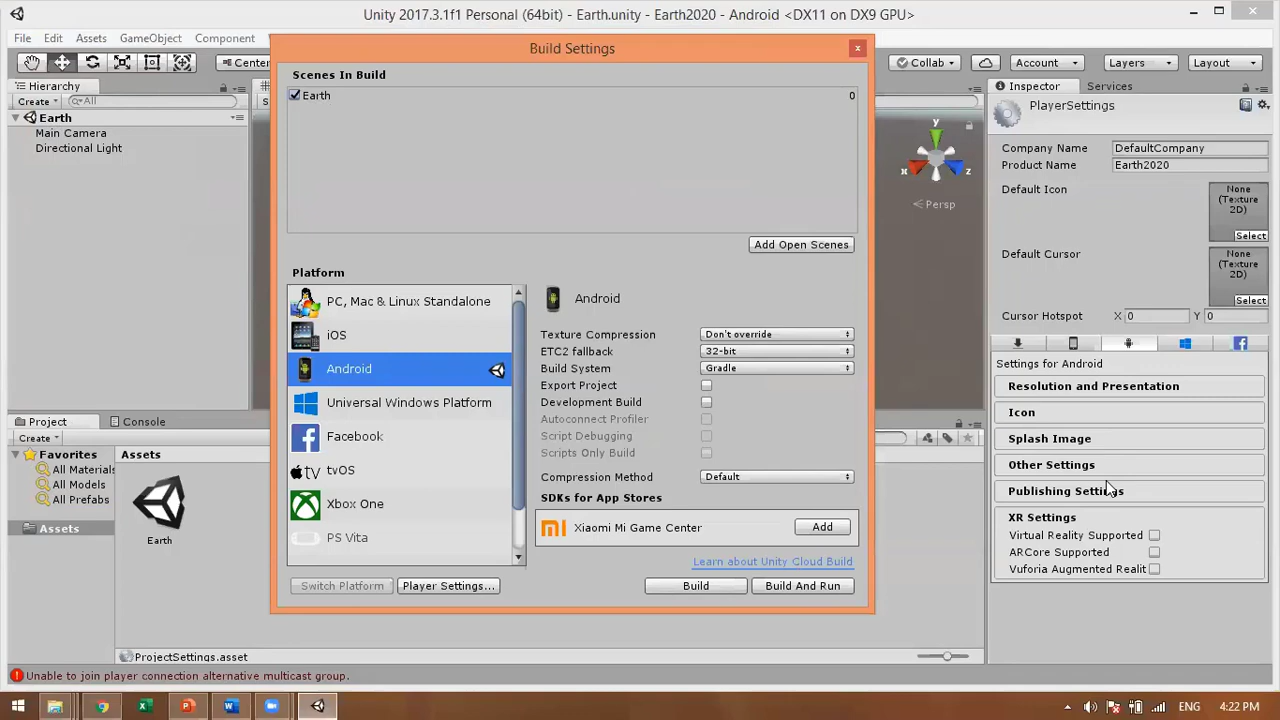 Unity 2017.3.1f1 Personal (64bit) - Earth.unity - Earth2020 - Android <DX11 on DX9 GPU>
File Edit Assets GameObject Component
Center
Collab
Account
Layers
Layout
Build Settings
Hierarchy
Create
All
Earth
Main Camera
Directional Light
S
y
x
z
Persp
Scenes In Build
Earth 0
Add Open Scenes
Platform
PC, Mac & Linux Standalone
iOS
Android
Universal Windows Platform
Facebook
tvOS
Xbox One
PS Vita
Android
Texture Compression Don't override
ETC2 fallback 32-bit
Build System Gradle
Export Project
Development Build
Autoconnect Profiler
Script Debugging
Scripts Only Build
Compression Method Default
SDKs for App Stores
Xiaomi Mi Game Center Add
Learn about Unity Cloud Build
Switch Platform Player Settings... Build Build And Run
Inspector Services
PlayerSettings
Company Name DefaultCompany
Product Name Earth2020
Default Icon
None
(Texture
2D)
Select
Default Cursor
None
(Texture
2D)
Select
Cursor Hotspot X 0 Y 0
Settings for Android
Resolution and Presentation
Icon
Splash Image
Other Settings
Publishing Settings
XR Settings
Virtual Reality Supported
ARCore Supported
Vuforia Augmented Realit
Project Console
Create
Favorites
All Materials
All Models
All Prefabs
Assets
Assets
Earth
ProjectSettings.asset
Unable to join player connection alternative multicast group.
ENG 4:22 PM